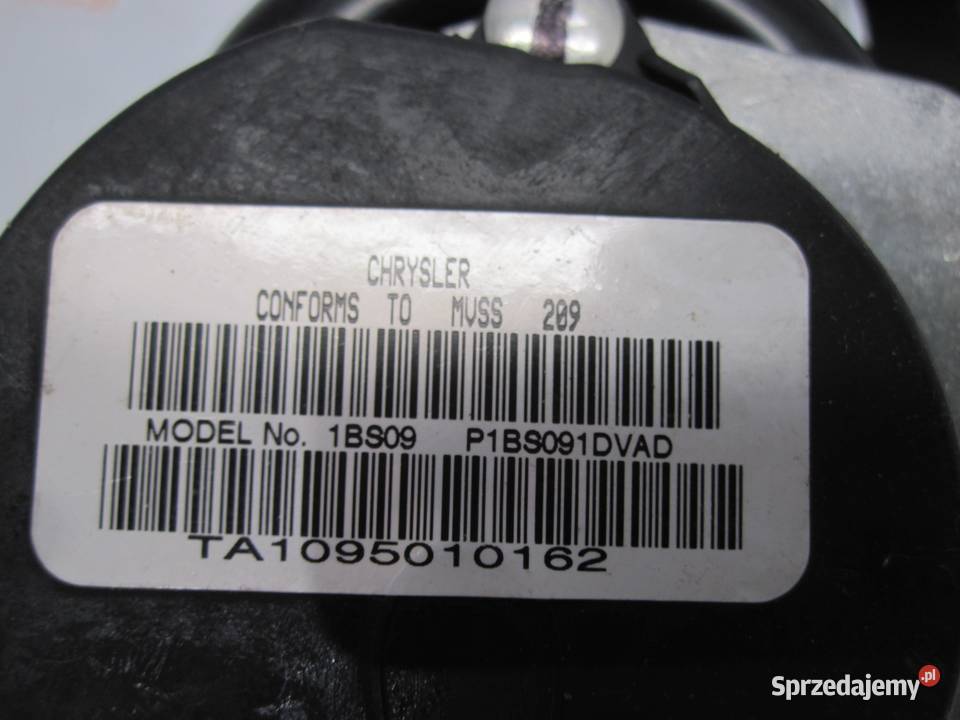 CHRYSLER
CONFORMS TO MVSS 209
MODEL No. 1BS09 P1BS091DVAD
TA1095010162
Sprzedajemy.pl